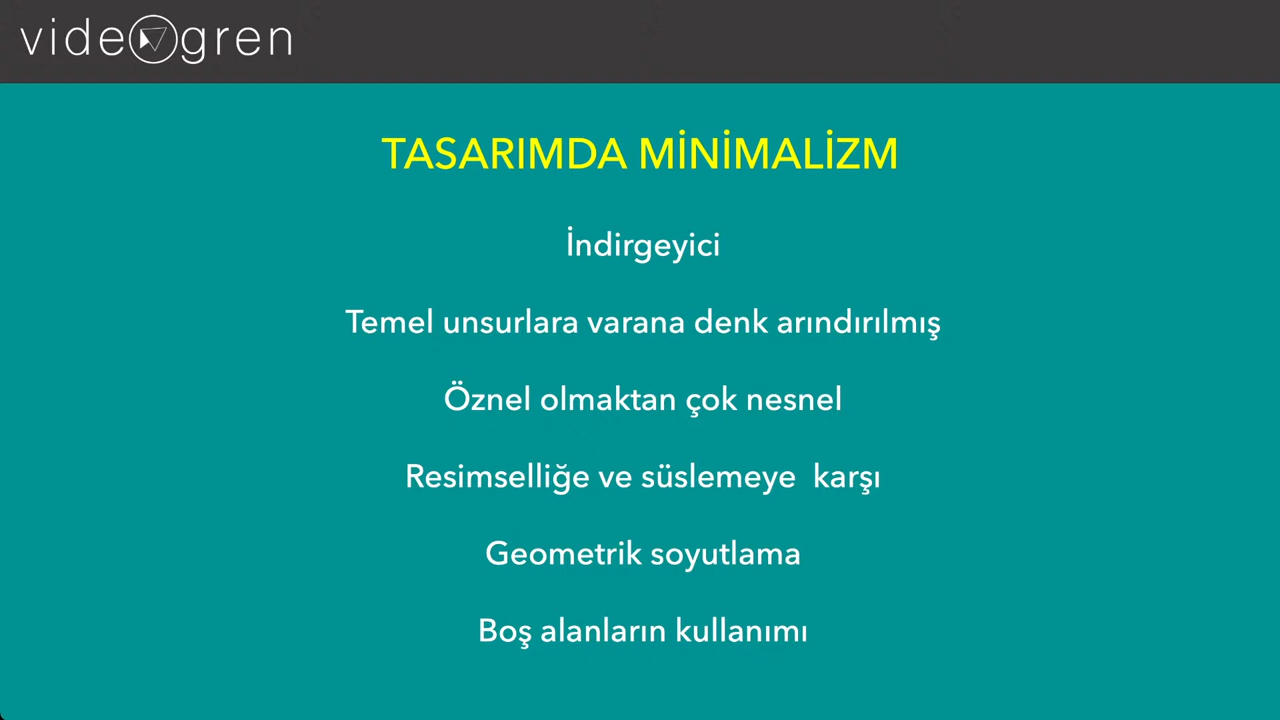 videogren
TASARIMDA MİNİMALİZM
İndirgeyici
Temel unsurlara varana denk arındırılmış
Öznel olmaktan çok nesnel
Resimselliğe ve süslemeye  karşı
Geometrik soyutlama
Boş alanların kullanımı